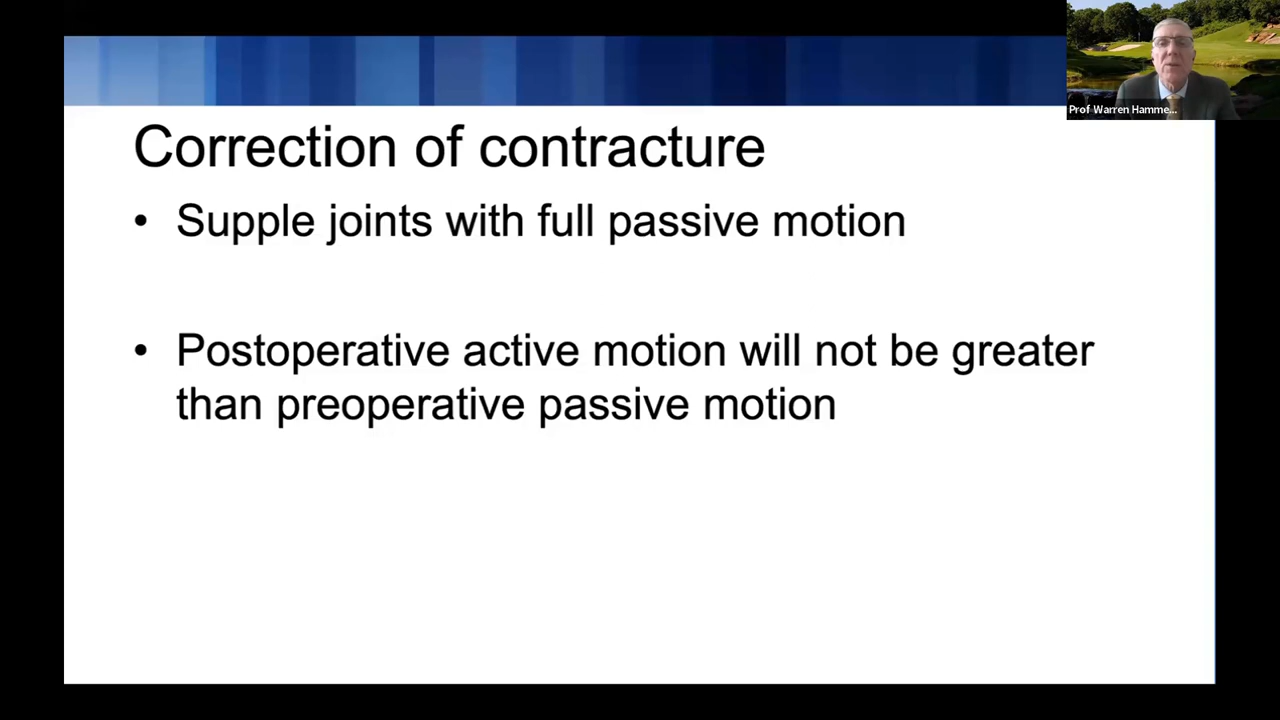 Prof Warren Hamme...
Correction of contracture
• Supple joints with full passive motion
• Postoperative active motion will not be greater
than preoperative passive motion